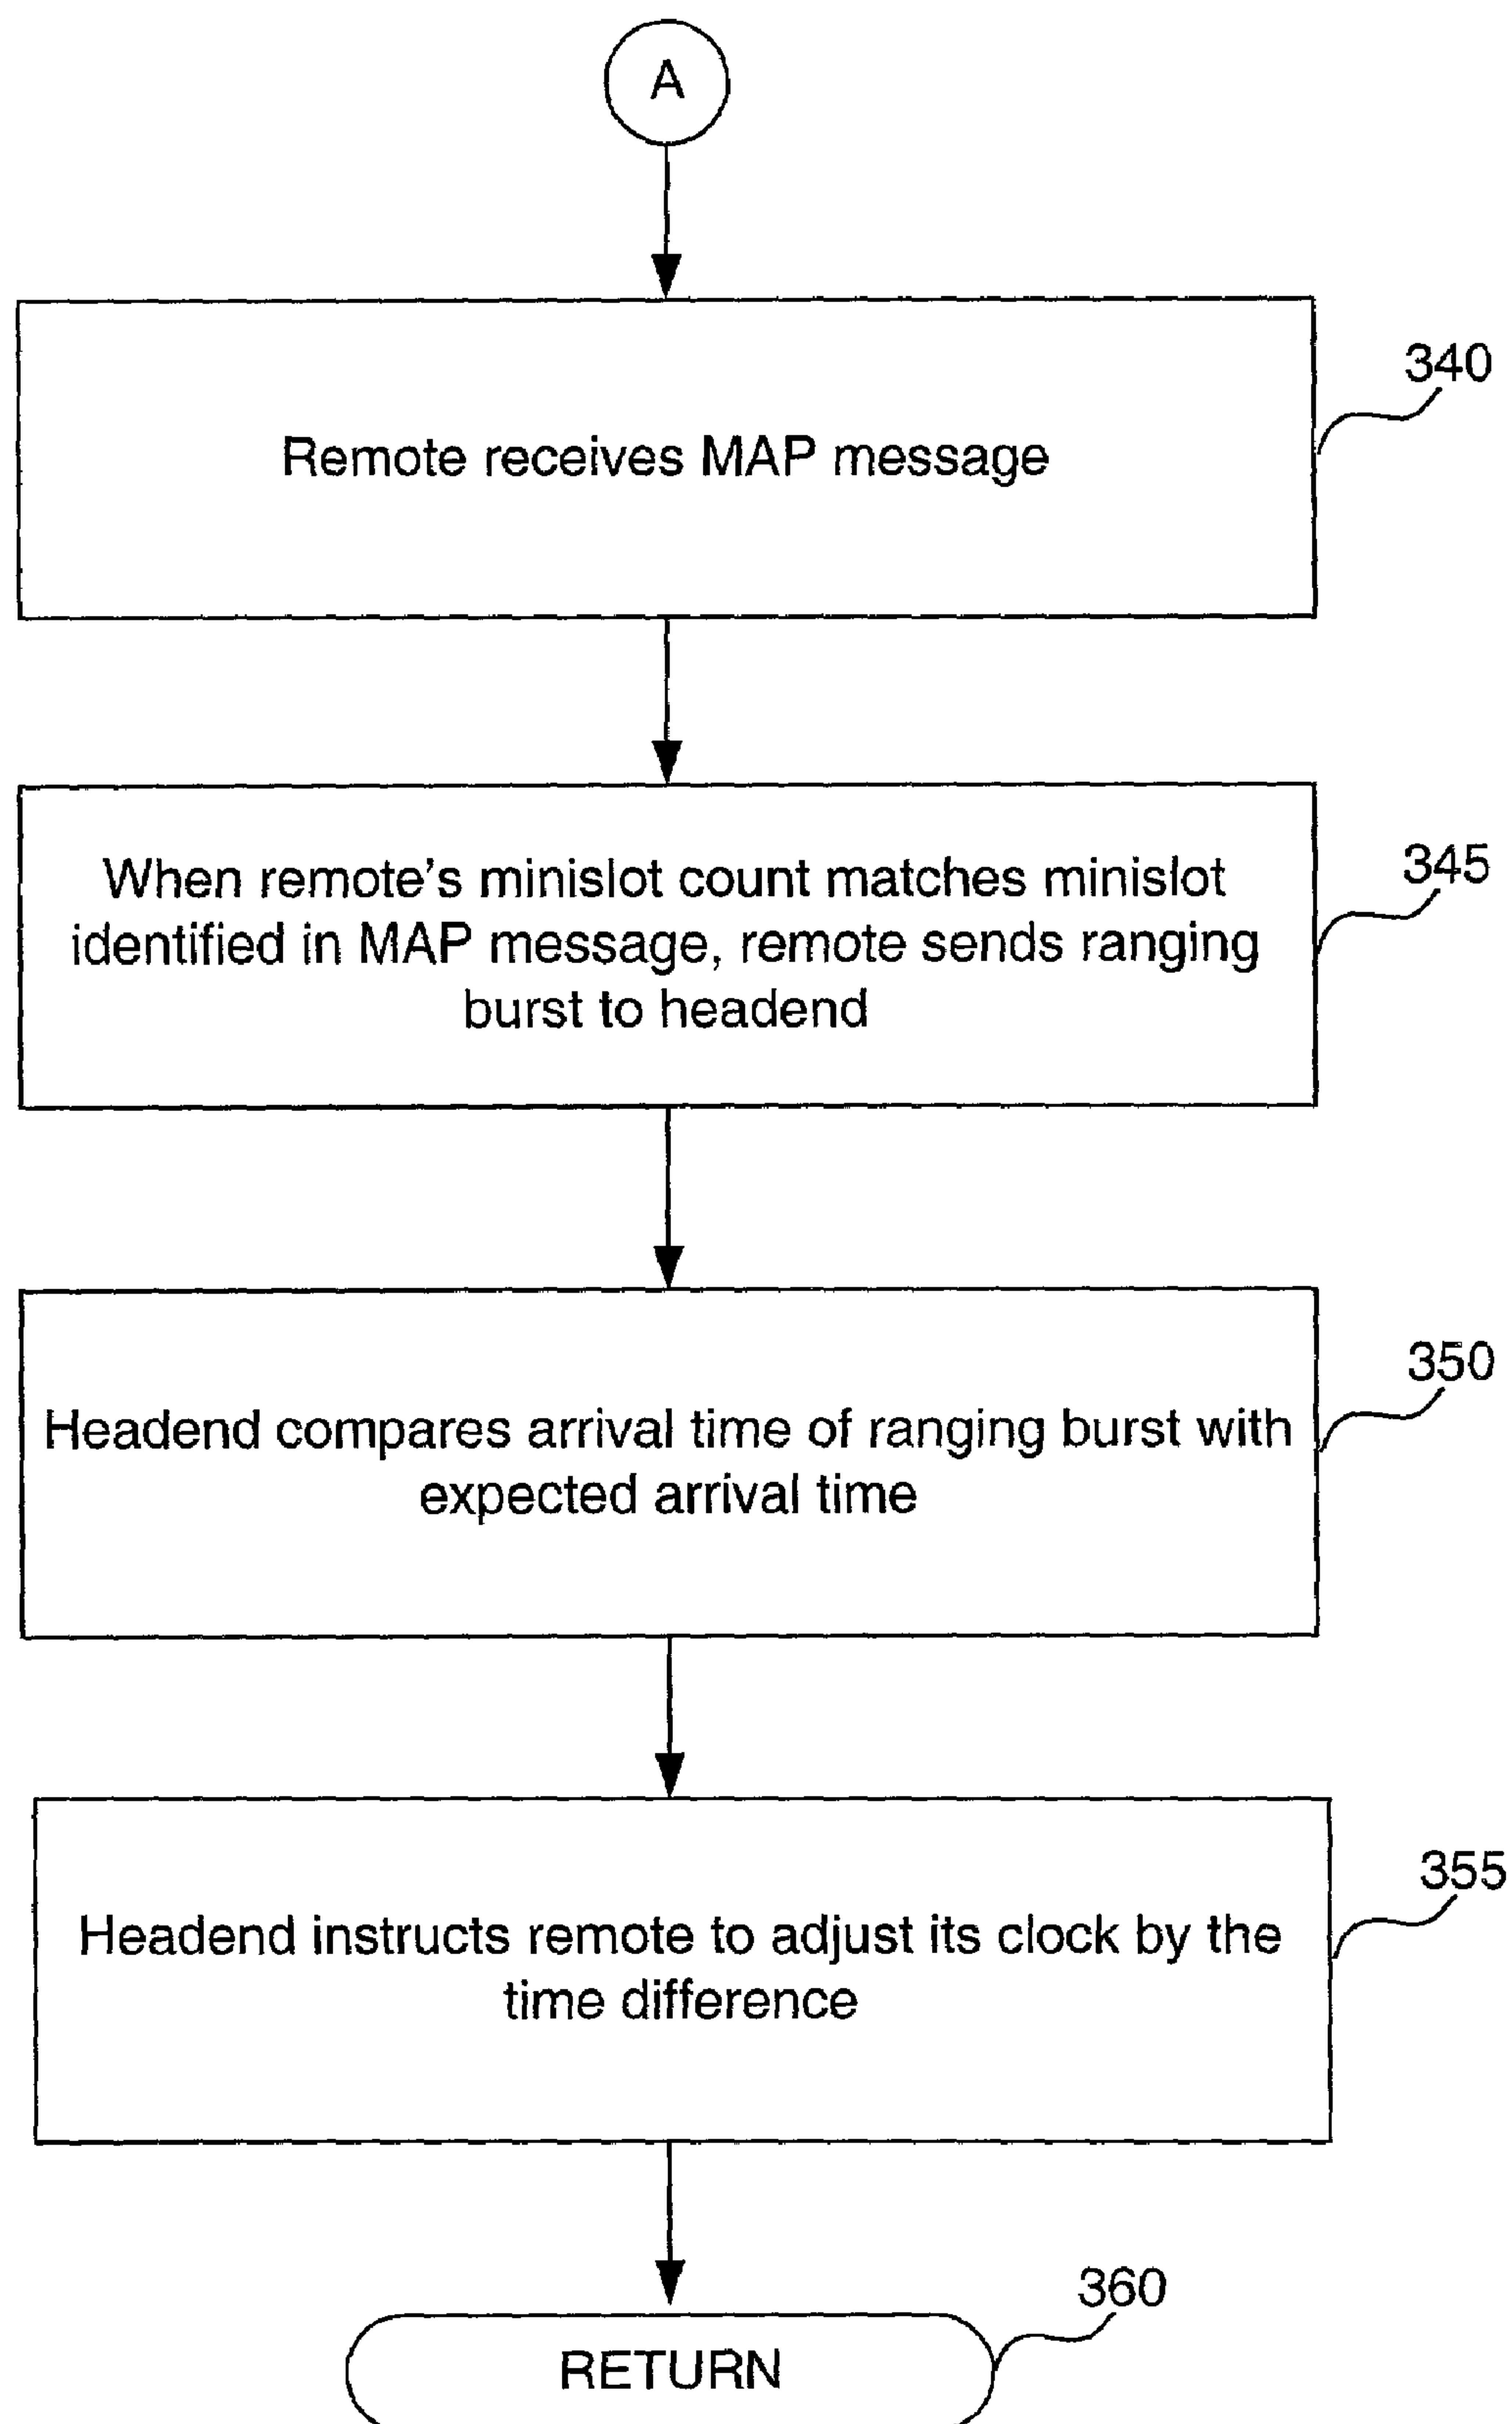 A
340
Remote receives MAP message
345
When remote's minislot count matches minislot
identified in MAP message, remote sends ranging
burst to headend
350
Headend compares arrival time of ranging burst with
expected arrival time
355
Headend instructs remote to adjust its clock by the
time difference
360
RETURN